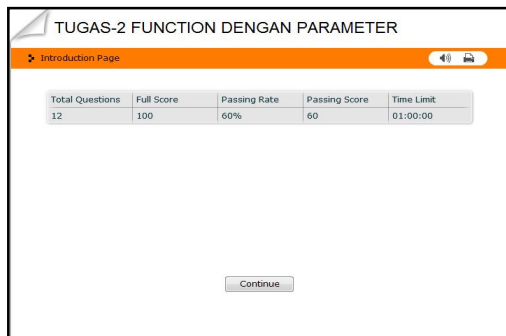 TUGAS-2 FUNCTION DENGAN PARAMETER
Introduction Page
Total Questions Full Score Passing Rate Passing Score Time Limit
12 100 60% 60 01:00:00
Continue